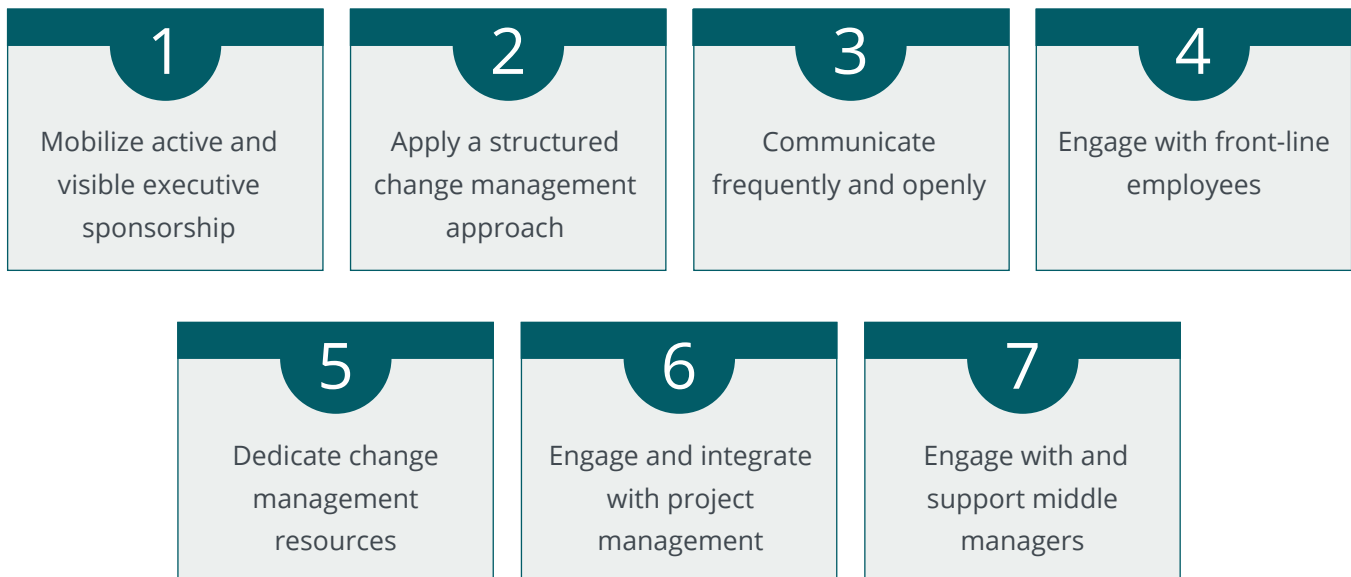 1
Mobilize active and
visible executive
sponsorship
2
Apply a structured
change management
approach
3
Communicate
frequently and openly
4
Engage with front-line
employees
5
Dedicate change
management
resources
6
Engage and integrate
with project
management
7
Engage with and
support middle
managers